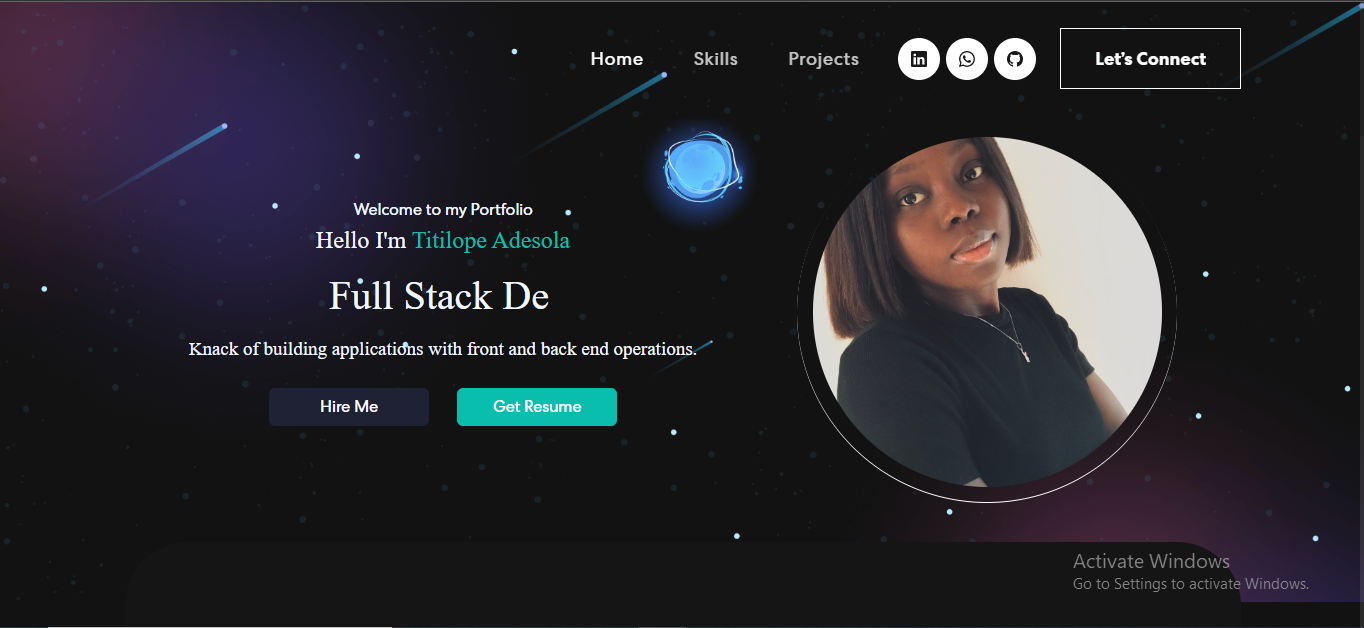 Home Skills Projects in Let's Connect
Welcome to my Portfolio
Hello I'm Titilope Adesola
Full Stack De
Knack of building applications with front and back end operations.
Hire Me Get Resume
Activate Windows
Go to Settings to activate Windows.